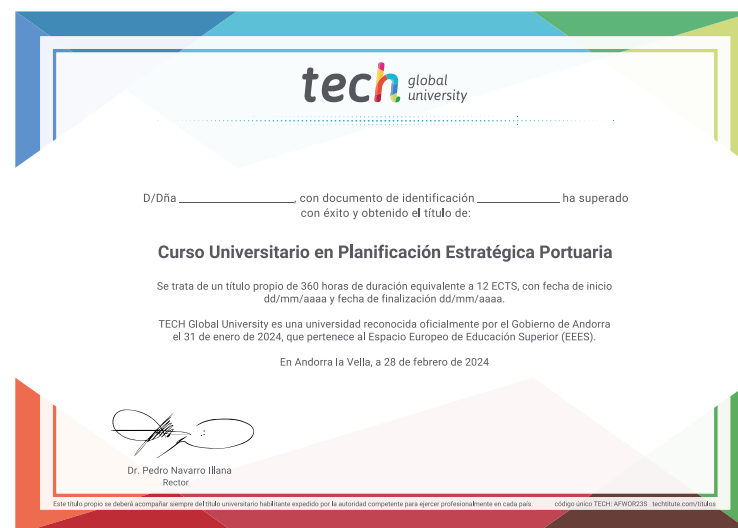 tech global
university
D/Dña ______________, con documento de identificación ______________ ha superado
con éxito y obtenido el título de:
Curso Universitario en Planificación Estratégica Portuaria
Se trata de un título propio de 360 horas de duración equivalente a 12 ECTS, con fecha de inicio
dd/mm/aaaa y fecha de finalización dd/mm/aaaa.
TECH Global University es una universidad reconocida oficialmente por el Gobierno de Andorra
el 31 de enero de 2024, que pertenece al Espacio Europeo de Educación Superior (EEES).
En Andorra la Vella, a 28 de febrero de 2024
Dr. Pedro Navarro Illana
Rector
Este título propio se deberá acompañar siempre del título universitario habilitante expedido por la autoridad competente para ejercer profesionalmente en cada país. código único TECH: AFWOR23S techtitute.com/títulos